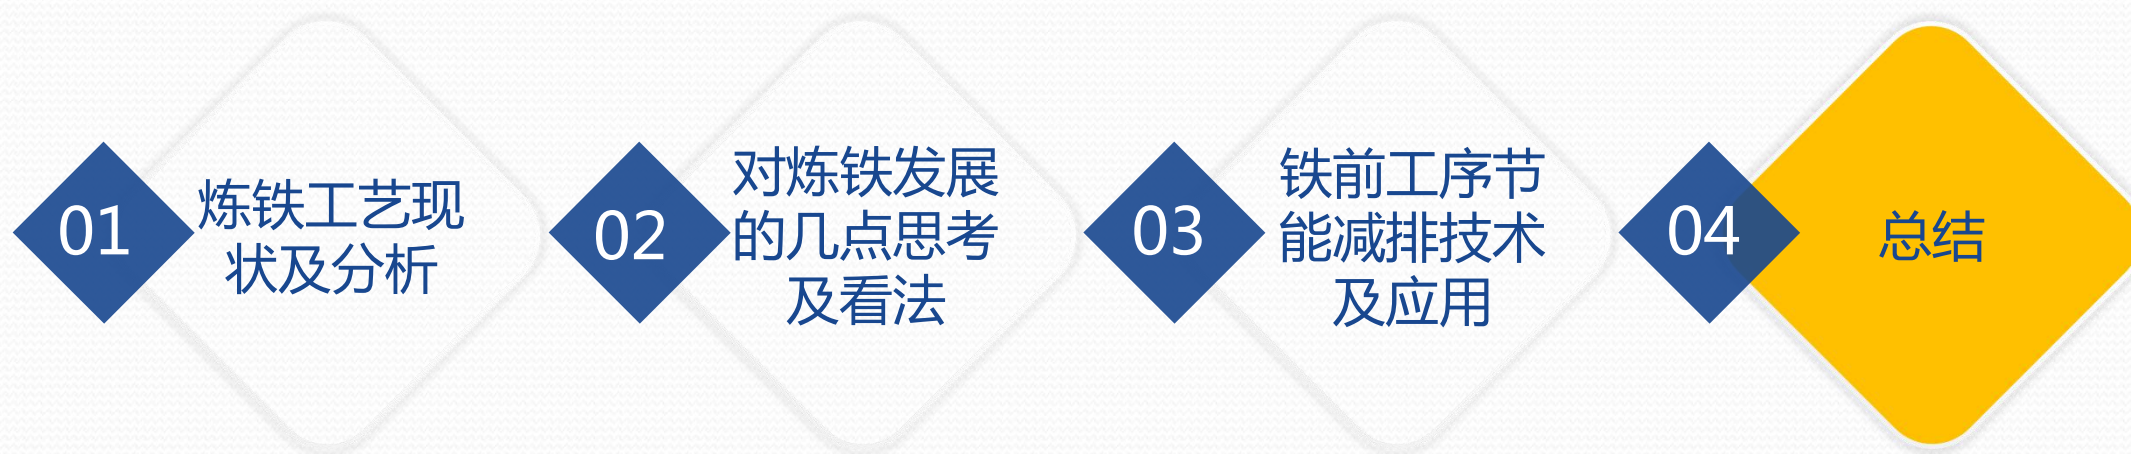 01
炼铁工艺现
状及分析
02
对炼铁发展
的几点思考
及看法
03
铁前工序节
能减排技术
及应用
04
总结